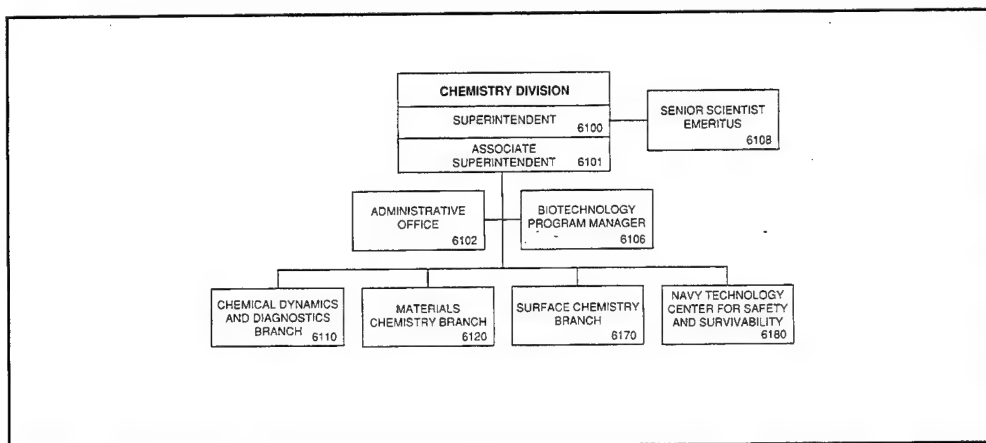 CHEMISTRY DIVISION
SUPERINTENDENT
6100
ASSOCIATE
SUPERINTENDENT
6101
SENIOR SCIENTIST
EMERITUS
6108
ADMINISTRATIVE
OFFICE
6102
BIOTECHNOLOGY
PROGRAM MANAGER
6106
CHEMICAL DYNAMICS
AND DIAGNOSTICS
BRANCH
6110
MATERIALS
CHEMISTRY BRANCH
6120
SURFACE CHEMISTRY
BRANCH
6170
NAVY TECHNOLOGY
CENTER FOR SAFETY
AND SURVIVABILITY
6180